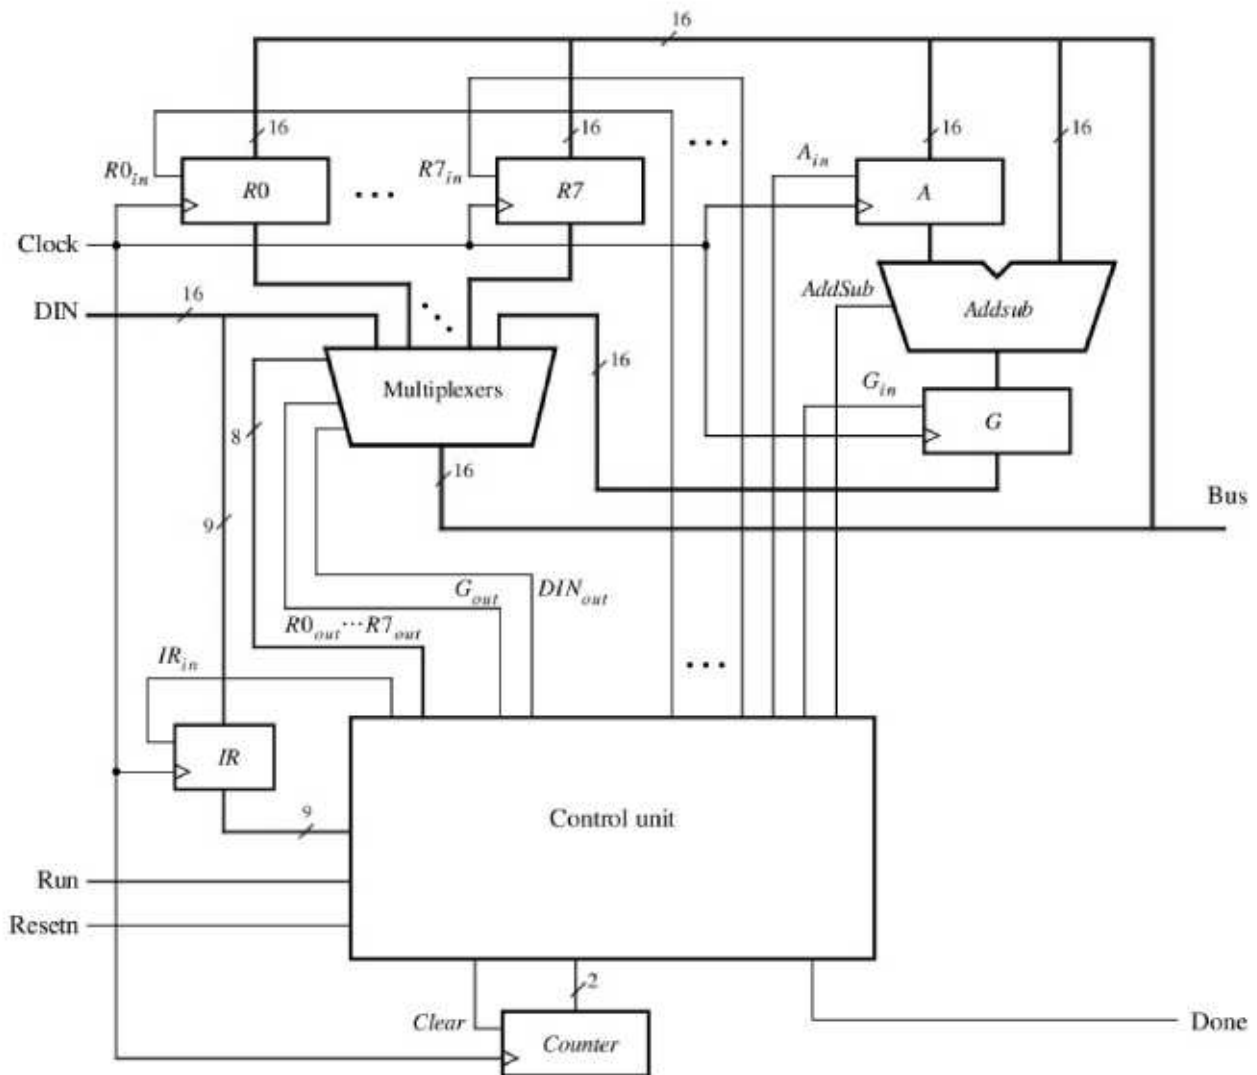 16
16
16
16
16
R0in
R0
R7in
R7
Ain
A
Clock
DIN
16
AddSub
Addsub
Multiplexers
16
Gin
G
8
16
Bus
9
Gout
DINout
R0out···R7out
IRin
IR
9
Control unit
Run
Resetn
2
Clear
Counter
Done